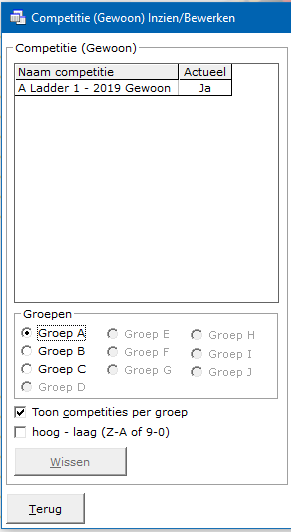 Competitie (Gewoon) Inzien/Bewerken
Competitie (Gewoon)
Naam competitie Actueel
A Ladder 1 - 2019 Gewoon Ja
Groepen
Groep A Groep E Groep H
Groep B Groep F Groep I
Groep C Groep G Groep J
Groep D
Toon competities per groep
hoog - laag (Z-A of 9-0)
Wissen
Terug